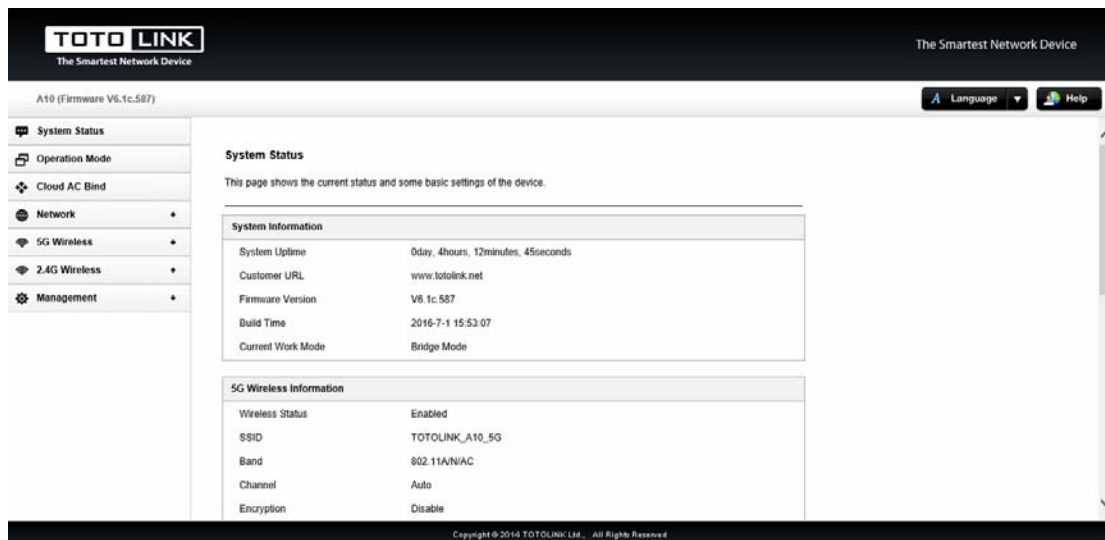 TOTO LINK
The Smartest Network Device
The Smartest Network Device
A10 (Firmware V6.1c.587)
A Language
Help
System Status
Operation Mode
Cloud AC Bind
Network +
5G Wireless +
2.4G Wireless +
Management +
System Status
This page shows the current status and some basic settings of the device.
System Information
System Uptime 0day, 4hours, 12minutes, 45seconds
Customer URL www.totolink.net
Firmware Version V6.1c.587
Build Time 2016-7-1 15:53:07
Current Work Mode Bridge Mode
5G Wireless Information
Wireless Status Enabled
SSID TOTOLINK_A10_5G
Band 802.11A/N/AC
Channel Auto
Encryption Disable
Copyright © 2014 TOTOLINK Ltd., All Rights Reserved